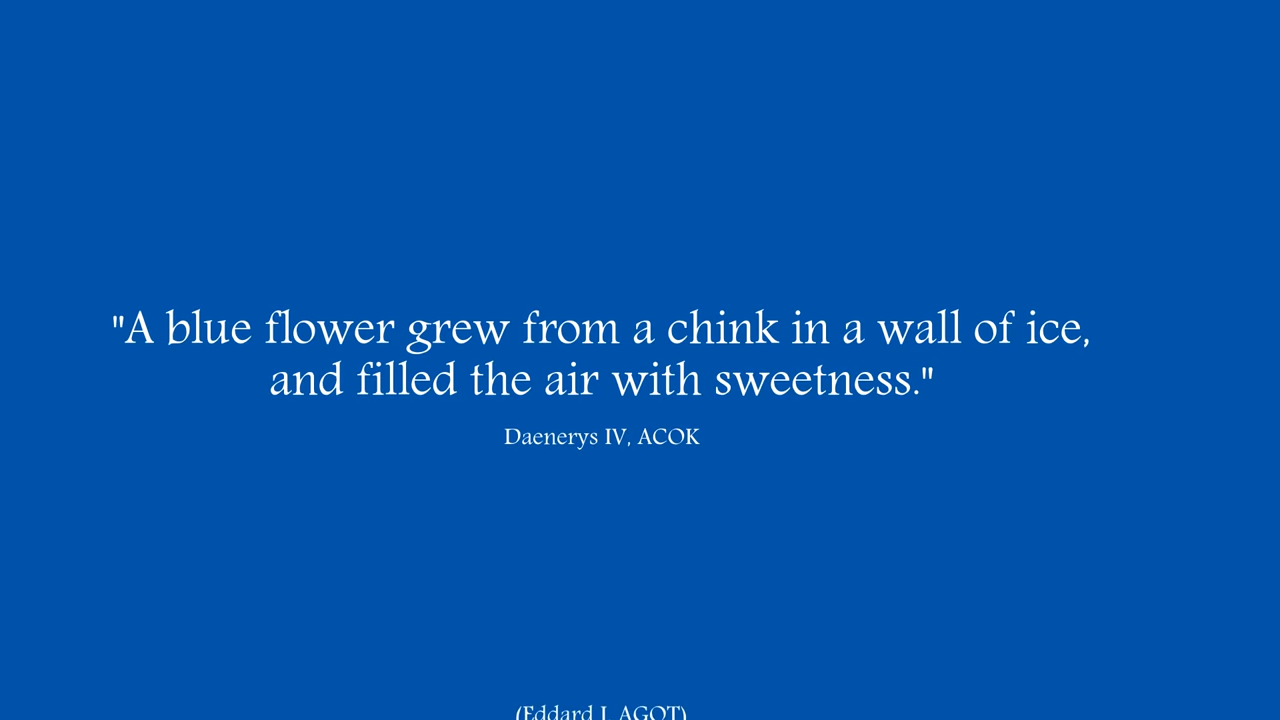 "A blue flower grew from a chink in a wall of ice,
and filled the air with sweetness."
Daenerys IV, ACOK
(Eddard I, AGOT)